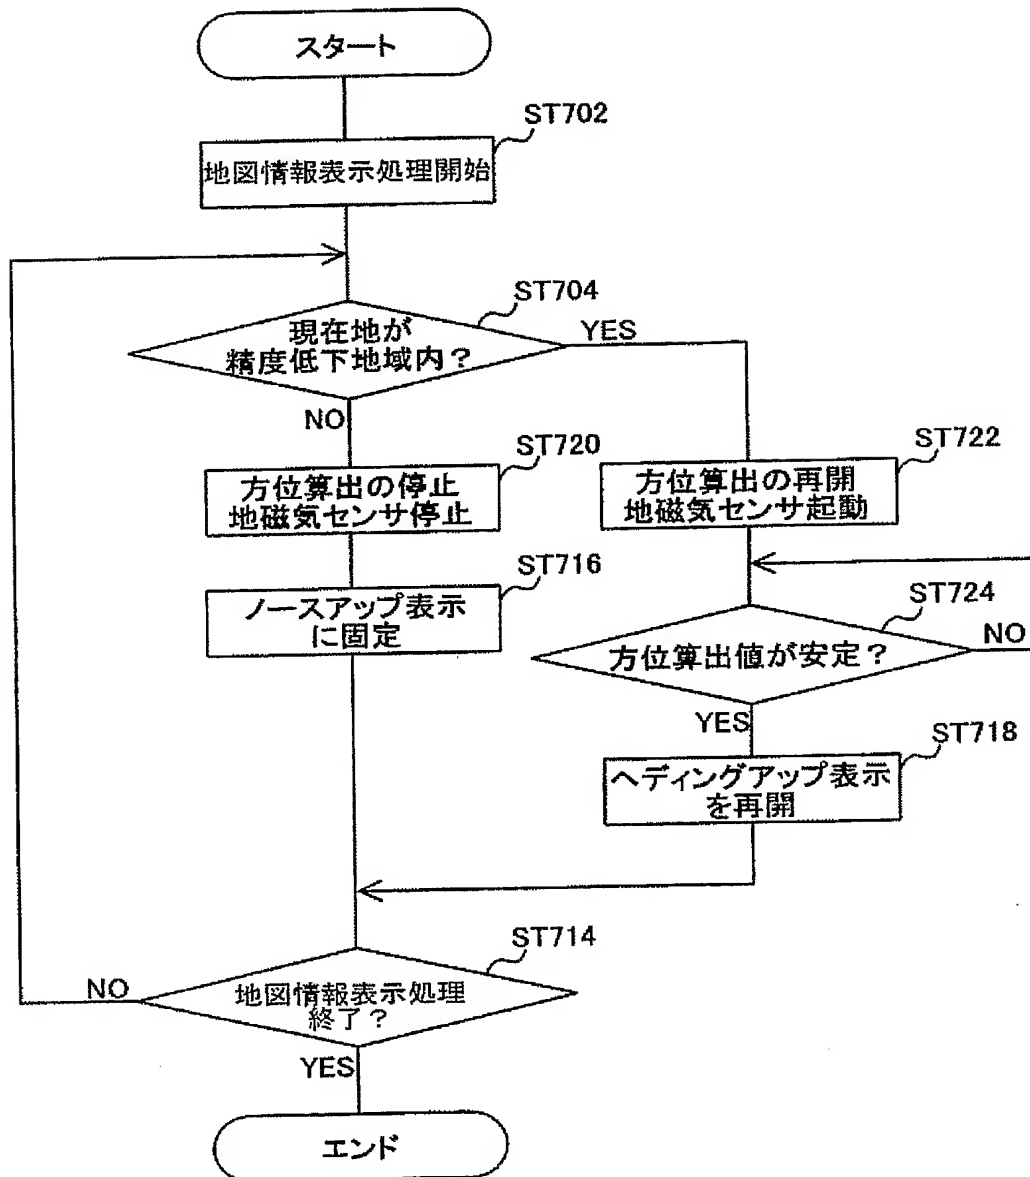 スタート
ST702
地図情報表示処理開始
ST704
現在地が
精度低下地域内？
YES
NO
ST720
方位算出の停止
地磁気センサ停止
ST722
方位算出の再開
地磁気センサ起動
ST716
ノースアップ表示
に固定
ST724
方位算出値が安定？
NO
YES
ST718
ヘディングアップ表示
を再開
ST714
地図情報表示処理
終了？
NO
YES
エンド